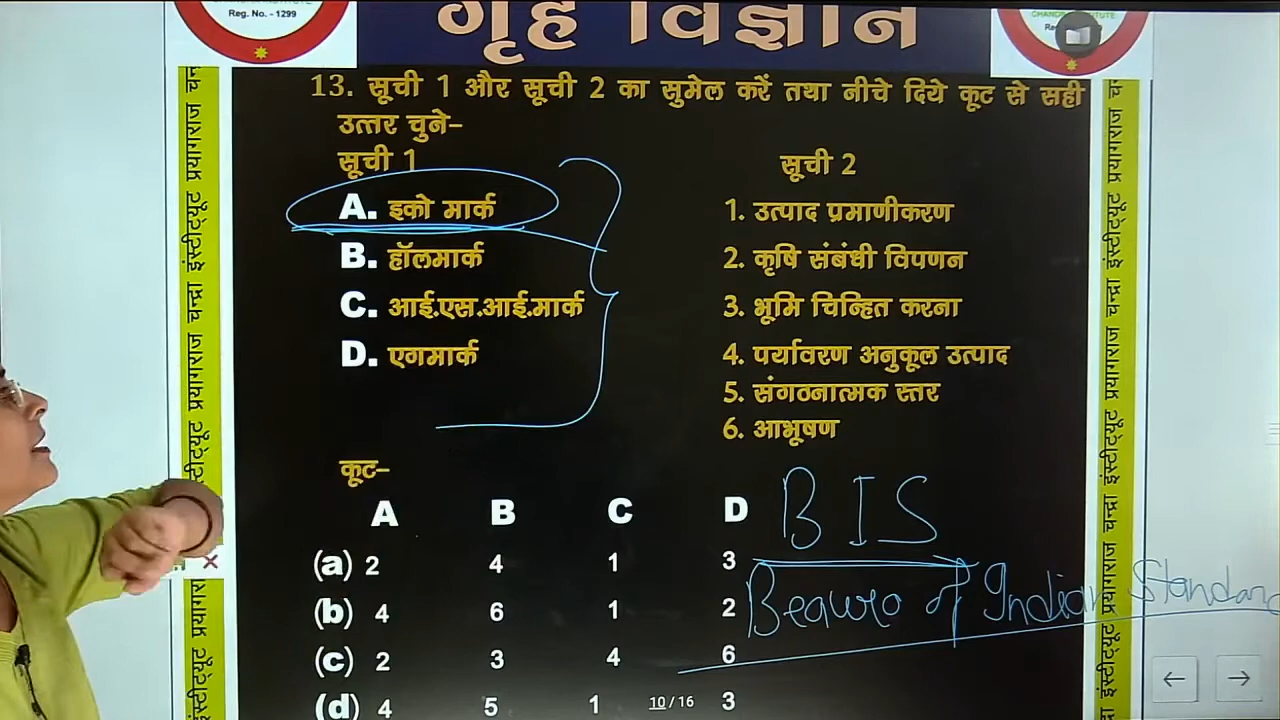 Reg. No. - 1299
गृह विज्ञान
13. सूची 1 और सूची 2 का सुमेल करें तथा नीचे दिये कूट से सही
उत्तर चुने-
सूची 1
सूची 2
A. इको मार्क
1. उत्पाद प्रमाणीकरण
B. हॉलमार्क
2. कृषि संबंधी विपणन
C. आई.एस.आई.मार्क
3. भूमि चिन्हित करना
D. एगमार्क
4. पर्यावरण अनुकूल उत्पाद
5. संगठनात्मक स्तर
6. आभूषण
कूट-
A B C D
(a) 2 4 1 3
(b) 4 6 1 2
(c) 2 3 4 6
(d) 4 5 1 3
BIS
Beauro of Indian Standard
10 / 16
चन्द्रा इंस्टीट्यूट प्रयागराज
चन्द्रा इंस्टीट्यूट प्रयागराज